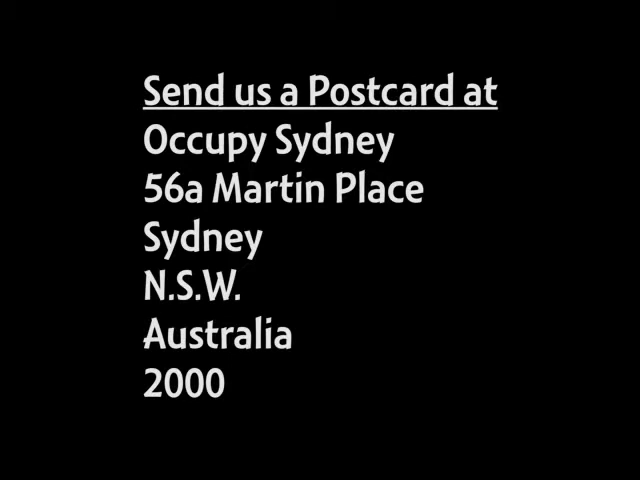 Send us a Postcard at
Occupy Sydney
56a Martin Place
Sydney
N.S.W.
Australia
2000